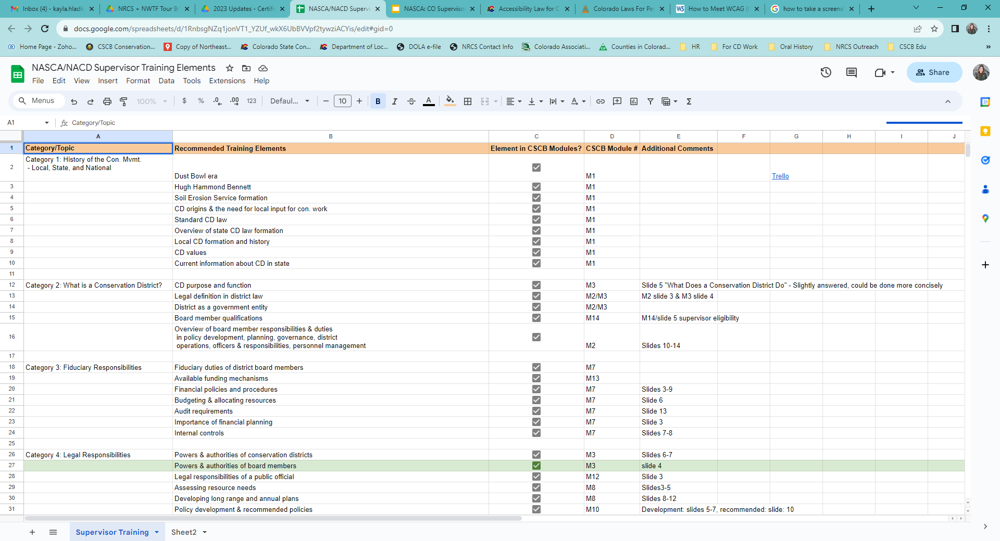 Inbox (4) - kayla.hladk
NRCS + NWTF Tour 9/
2023 Updates - Certifi
NASCA/NACD Supervi
NASCA: CO Superviso
Accessibility Law for C
Colorado Laws For Per
W3 How to Meet WCAG (
how to take a screens
docs.google.com/spreadsheets/d/1RnbsgNZq1jonVT1_YZUf_wkX6UbBVVpf2tywziACYis/edit#gid=0
Home Page - Zoho...
CSCB Conservation...
Copy of Northeast...
Colorado State Con...
Department of Loc...
DOLA e-file
NRCS Contact Info
Colorado Associati...
Counties in Colorad...
HR
For CD Work
Oral History
NRCS Outreach
CSCB Edu
»
NASCA/NACD Supervisor Training Elements
File Edit View Insert Format Data Tools Extensions Help
Share
Menus 100% $ % .0 .00 123 Defaul... − 10 + B I A Σ
31
A1 fx Category/Topic
A B C D E F G H I J
1 Category/Topic Recommended Training Elements Element in CSCB Modules? CSCB Module # Additional Comments
Category 1: History of the Con. Mvmt.
- Local, State, and National
2 Dust Bowl era M1 Trello
3 Hugh Hammond Bennett M1
4 Soil Erosion Service formation M1
5 CD origins & the need for local input for con. work M1
6 Standard CD law M1
7 Overview of state CD law formation M1
8 Local CD formation and history M1
9 CD values M1
10 Current information about CD in state M1
11
12 Category 2: What is a Conservation District? CD purpose and function M3 Slide 5 "What Does a Conservation District Do" - Slightly answered, could be done more concisely
13 Legal definition in district law M2/M3 M2 slide 3 & M3 slide 4
14 District as a government entity M2/M3
15 Board member qualifications M14 M14/slide 5 supervisor eligibility
Overview of board member responsibilities & duties
16 in policy development, planning, governance, district
operations, officers & responsibilities, personnel management M2 Slides 10-14
17
18 Category 3: Fiduciary Responsibilities Fiduciary duties of district board members M7
19 Available funding mechanisms M13
20 Financial policies and procedures M7 Slides 3-9
21 Budgeting & allocating resources M7 Slide 6
22 Audit requirements M7 Slide 13
23 Importance of financial planning M7 Slide 3
24 Internal controls M7 Slides 7-8
25
26 Category 4: Legal Responsibilities Powers & authorities of conservation districts M3 Slides 6-7
27 Powers & authorities of board members M3 slide 4
28 Legal responsibilities of a public official M12 Slide 3
29 Assessing resource needs M8 Slides3-5
30 Developing long range and annual plans M8 Slides 8-12
31 Policy development & recommended policies M10 Development: slides 5-7, recommended: slide: 10
Supervisor Training Sheet2